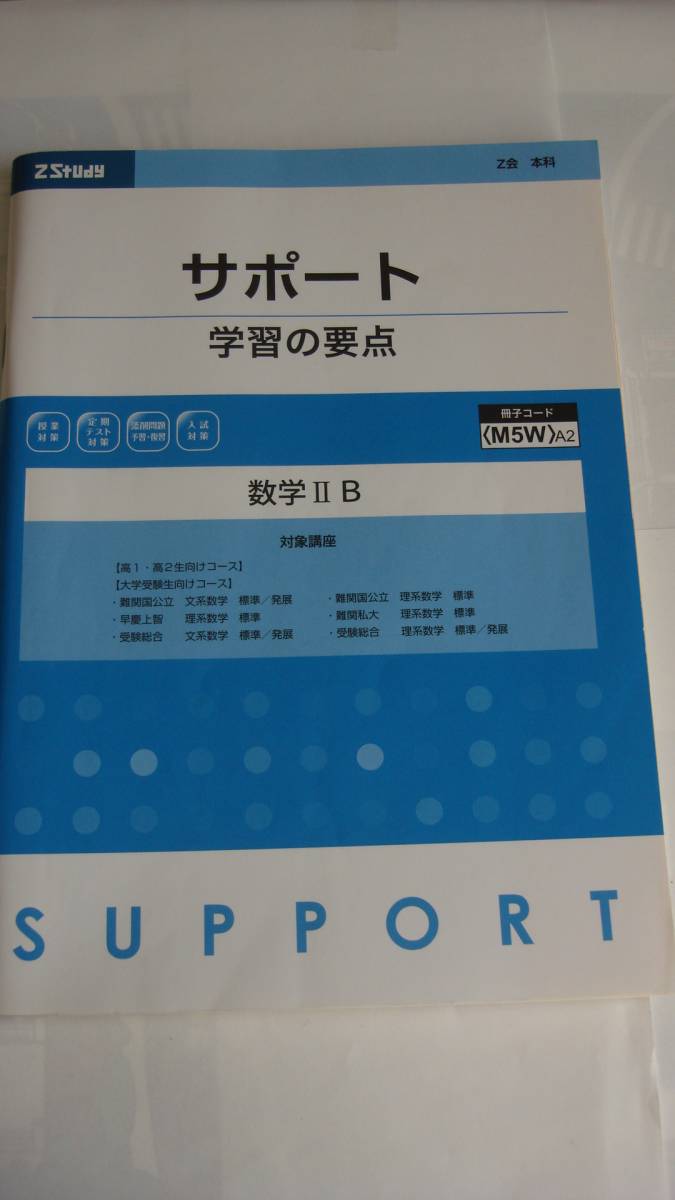 Z Study
Z会 本科
サポート
学習の要点
授業
対策
定期
テスト
対策
添削問題
予習・復習
入試
対策
冊子コード
〈M5W〉A2
数学ⅡB
対象講座
【高1・高2生向けコース】
【大学受験生向けコース】
・難関国公立 文系数学 標準/発展 ・難関国公立 理系数学 標準
・早慶上智 理系数学 標準 ・難関私大 理系数学 標準
・受験総合 文系数学 標準/発展 ・受験総合 理系数学 標準/発展
SUPPORT